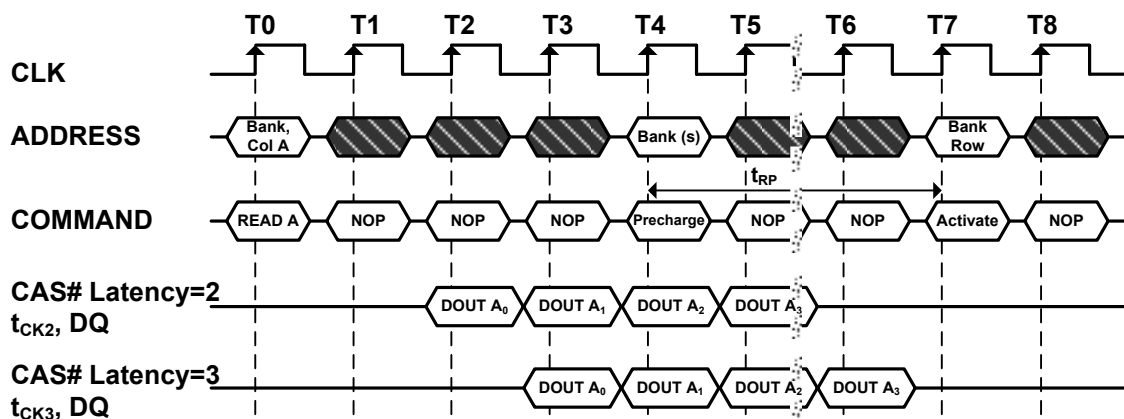 T0 T1 T2 T3 T4 T5 T6 T7 T8
CLK
ADDRESS
Bank, Col A
Bank (s)
Bank Row
tRP
COMMAND
READ A NOP NOP NOP Precharge NOP NOP Activate NOP
CAS# Latency=2
tCK2, DQ
DOUT A0 DOUT A1 DOUT A2 DOUT A3
CAS# Latency=3
tCK3, DQ
DOUT A0 DOUT A1 DOUT A2 DOUT A3